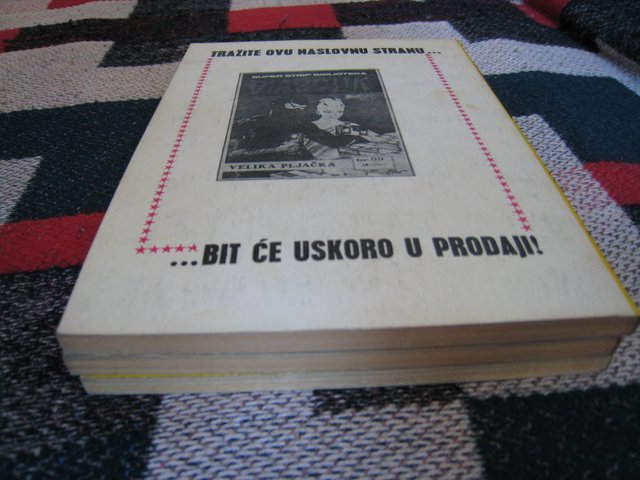 TRAŽITE OVU NASLOVNU STRANU...
SUPER STRIP BIBLIOTEKA
VELIKA PLJAČKA
...BIT ĆE USKORO U PRODAJI!